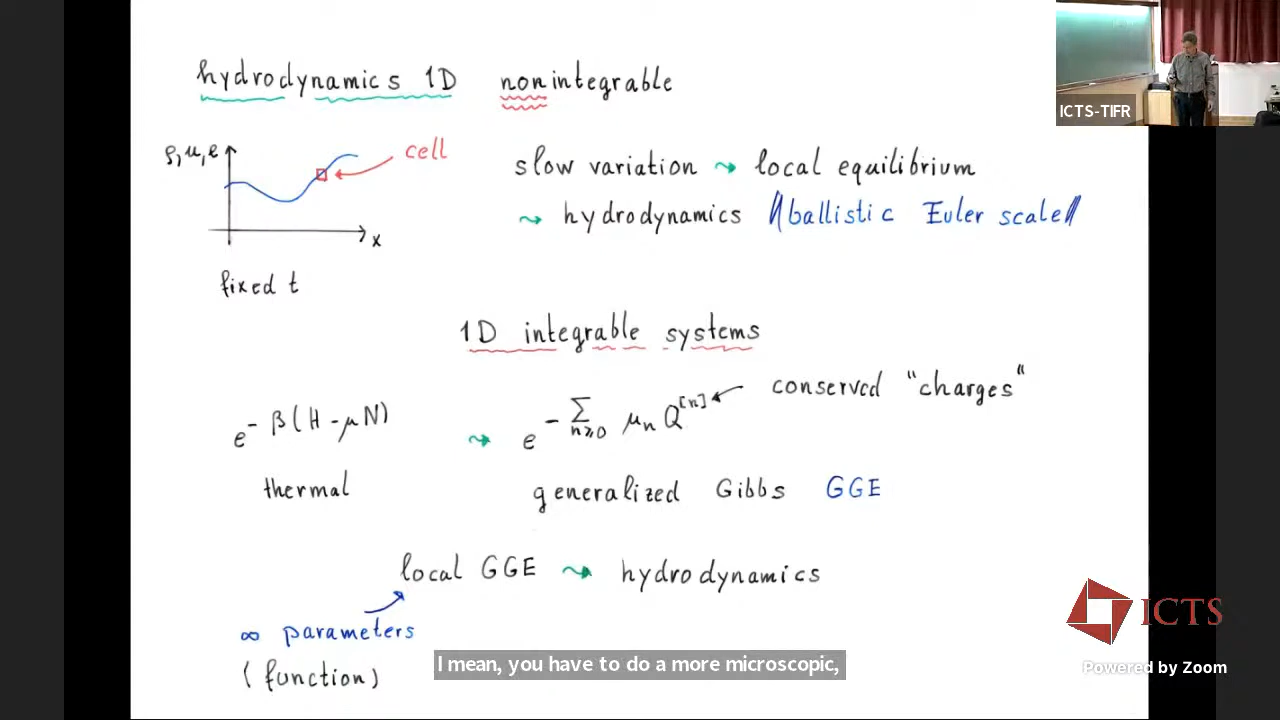 hydrodynamics 1D nonintegrable
ρ, u, e
cell
x
fixed t
slow variation ⇝ local equilibrium
⇝ hydrodynamics // ballistic Euler scale //
1D integrable systems
e^{-β(H-μN)} ⇝ e^{-∑_{n≥0} μ_n Q^{[n]}} conserved "charges"
thermal generalized Gibbs GGE
local GGE ⇝ hydrodynamics
∞ parameters
(function)
I mean, you have to do a more microscopic,
ICTS-TIFR
ICTS
Powered by Zoom